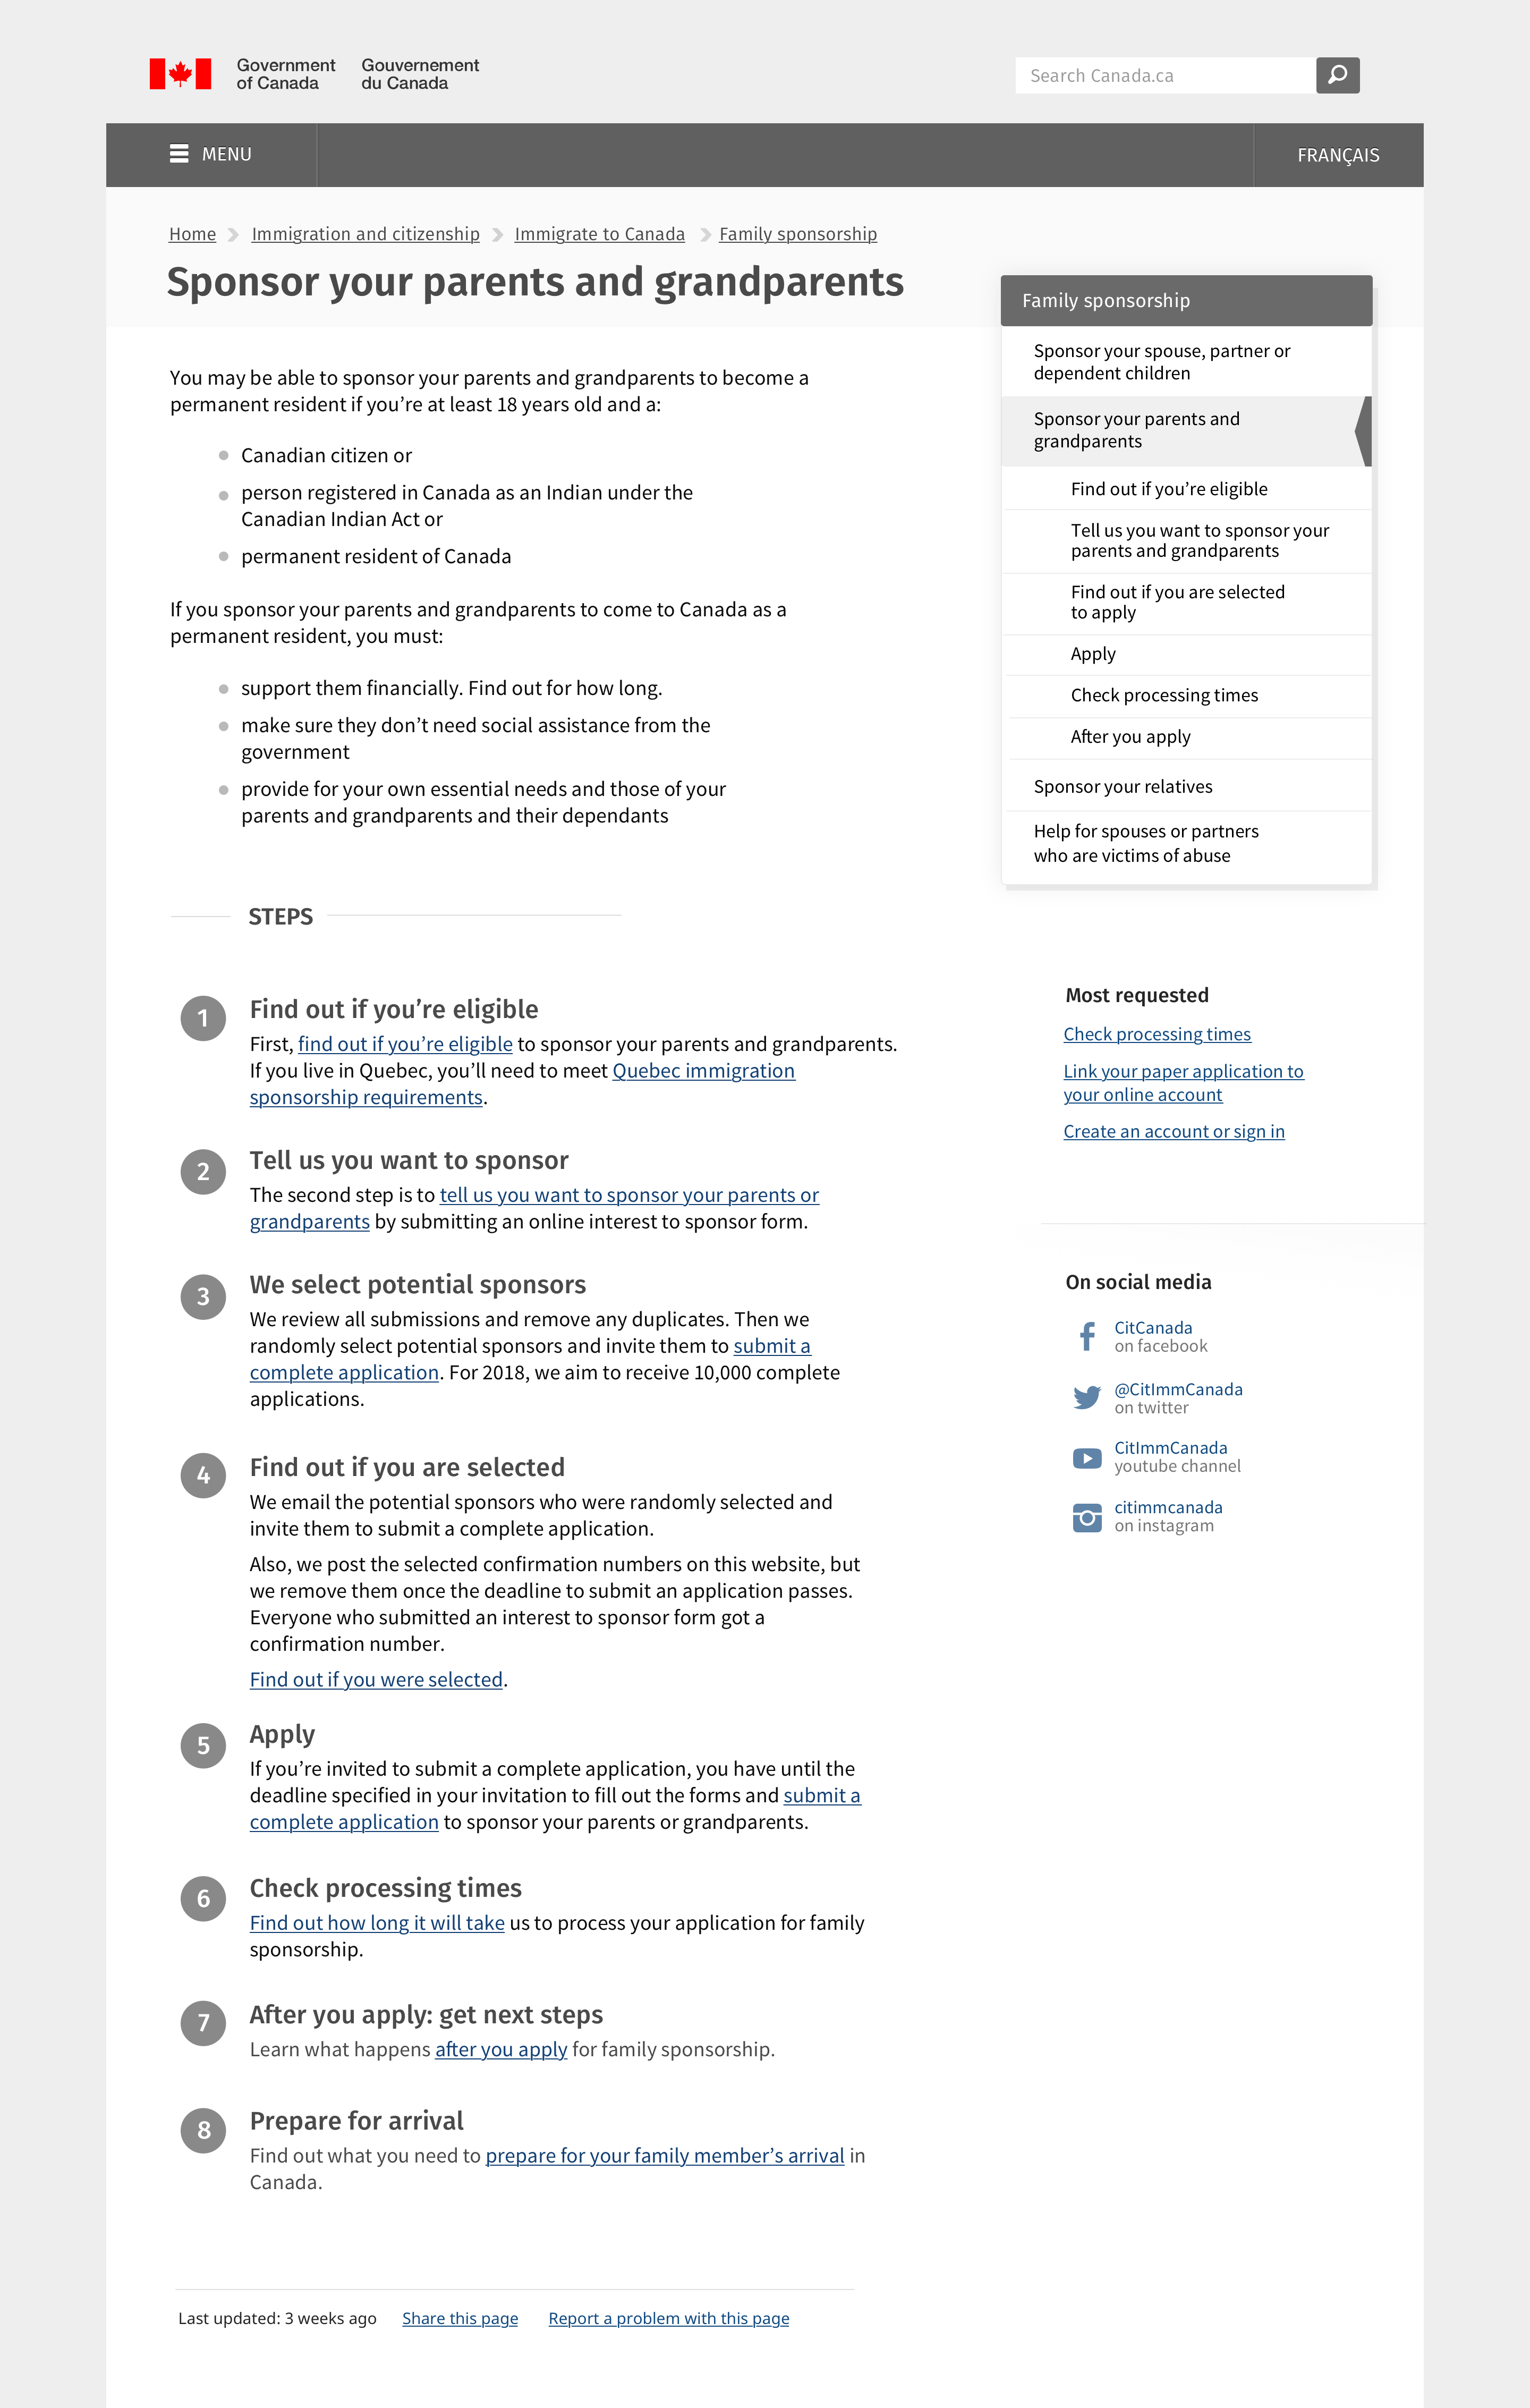 Government
of Canada
Gouvernement
du Canada
Search Canada.ca
MENU
FRANÇAIS
Home
Immigration and citizenship
Immigrate to Canada
Family sponsorship
Sponsor your parents and grandparents
You may be able to sponsor your parents and grandparents to become a
permanent resident if you’re at least 18 years old and a:
Canadian citizen or
person registered in Canada as an Indian under the
Canadian Indian Act or
permanent resident of Canada
If you sponsor your parents and grandparents to come to Canada as a
permanent resident, you must:
support them financially. Find out for how long.
make sure they don’t need social assistance from the
government
provide for your own essential needs and those of your
parents and grandparents and their dependants
Family sponsorship
Sponsor your spouse, partner or
dependent children
Sponsor your parents and
grandparents
Find out if you’re eligible
Tell us you want to sponsor your
parents and grandparents
Find out if you are selected
to apply
Apply
Check processing times
After you apply
Sponsor your relatives
Help for spouses or partners
who are victims of abuse
STEPS
1
Find out if you’re eligible
First, find out if you’re eligible to sponsor your parents and grandparents.
If you live in Quebec, you’ll need to meet Quebec immigration
sponsorship requirements.
2
Tell us you want to sponsor
The second step is to tell us you want to sponsor your parents or
grandparents by submitting an online interest to sponsor form.
3
We select potential sponsors
We review all submissions and remove any duplicates. Then we
randomly select potential sponsors and invite them to submit a
complete application. For 2018, we aim to receive 10,000 complete
applications.
4
Find out if you are selected
We email the potential sponsors who were randomly selected and
invite them to submit a complete application.
Also, we post the selected confirmation numbers on this website, but
we remove them once the deadline to submit an application passes.
Everyone who submitted an interest to sponsor form got a
confirmation number.
Find out if you were selected.
5
Apply
If you’re invited to submit a complete application, you have until the
deadline specified in your invitation to fill out the forms and submit a
complete application to sponsor your parents or grandparents.
6
Check processing times
Find out how long it will take us to process your application for family
sponsorship.
7
After you apply: get next steps
Learn what happens after you apply for family sponsorship.
8
Prepare for arrival
Find out what you need to prepare for your family member’s arrival in
Canada.
Most requested
Check processing times
Link your paper application to
your online account
Create an account or sign in
On social media
CitCanada
on facebook
@CitImmCanada
on twitter
CitImmCanada
youtube channel
citimmcanada
on instagram
Last updated: 3 weeks ago
Share this page
Report a problem with this page